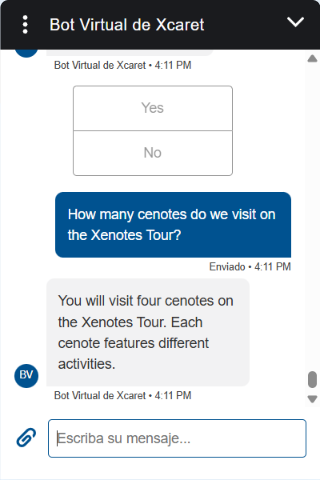 Bot Virtual de Xcaret
Bot Virtual de Xcaret • 4:11 PM
Yes
No
How many cenotes do we visit on
the Xenotes Tour?
Enviado • 4:11 PM
You will visit four cenotes on
the Xenotes Tour. Each
cenote features different
activities.
BV
Bot Virtual de Xcaret • 4:11 PM
Escriba su mensaje...